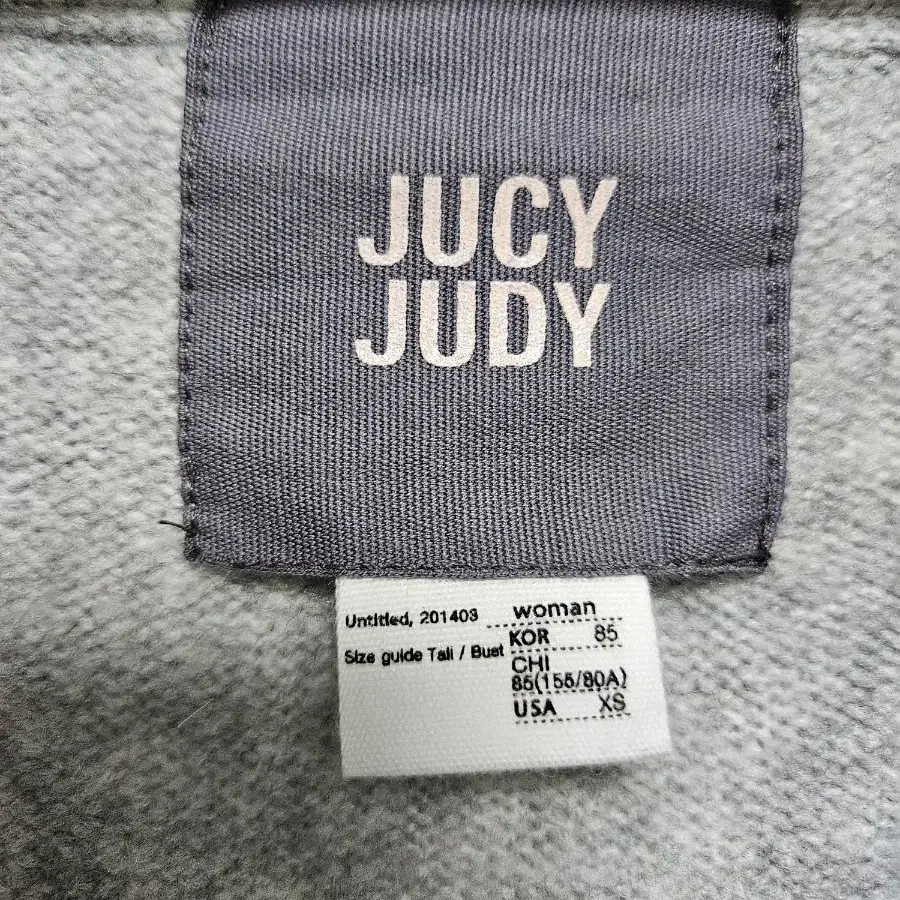 JUCY
JUDY
Untitled, 201403
Size guide Tall / Bust
woman
KOR 85
CHI
85(155/80A)
USA XS